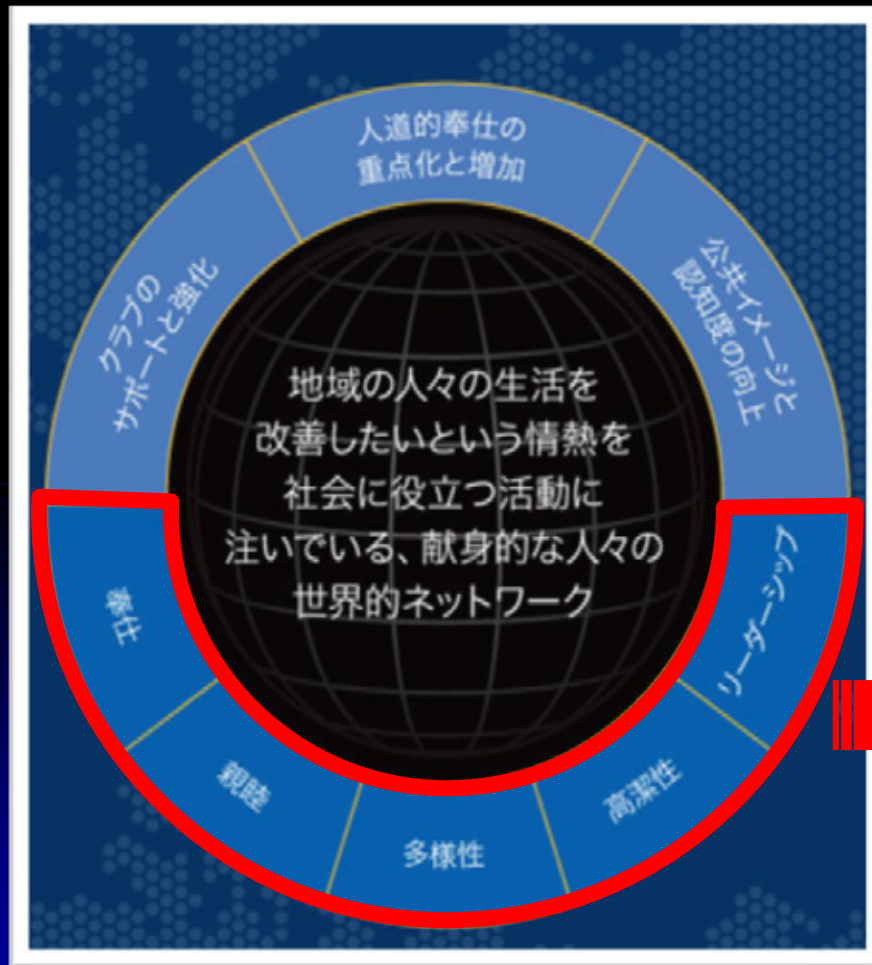 人道的奉仕の
重点化と増加
クラブの
サポートと強化
公共イメージと
認知度の向上
地域の人々の生活を
改善したいという情熱を
社会に役立つ活動に
注いでいる、献身的な人々の
世界的ネットワーク
奉仕
親睦
多様性
高潔性
リーダーシップ